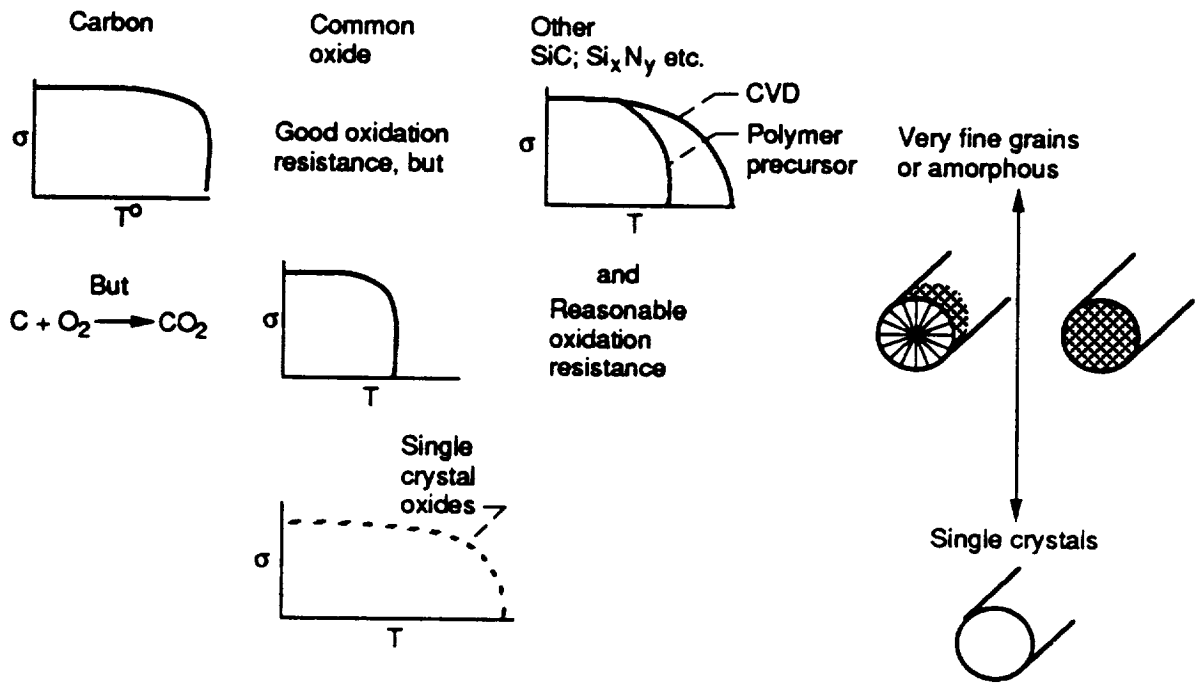 Carbon
σ
T°
But
C + O₂ → CO₂
Common
oxide
Good oxidation
resistance, but
σ
T
Single
crystal
oxides
σ
T
Other
SiC; SiₓNᵧ etc.
CVD
Polymer
precursor
σ
T
and
Reasonable
oxidation
resistance
Very fine grains
or amorphous
Single crystals